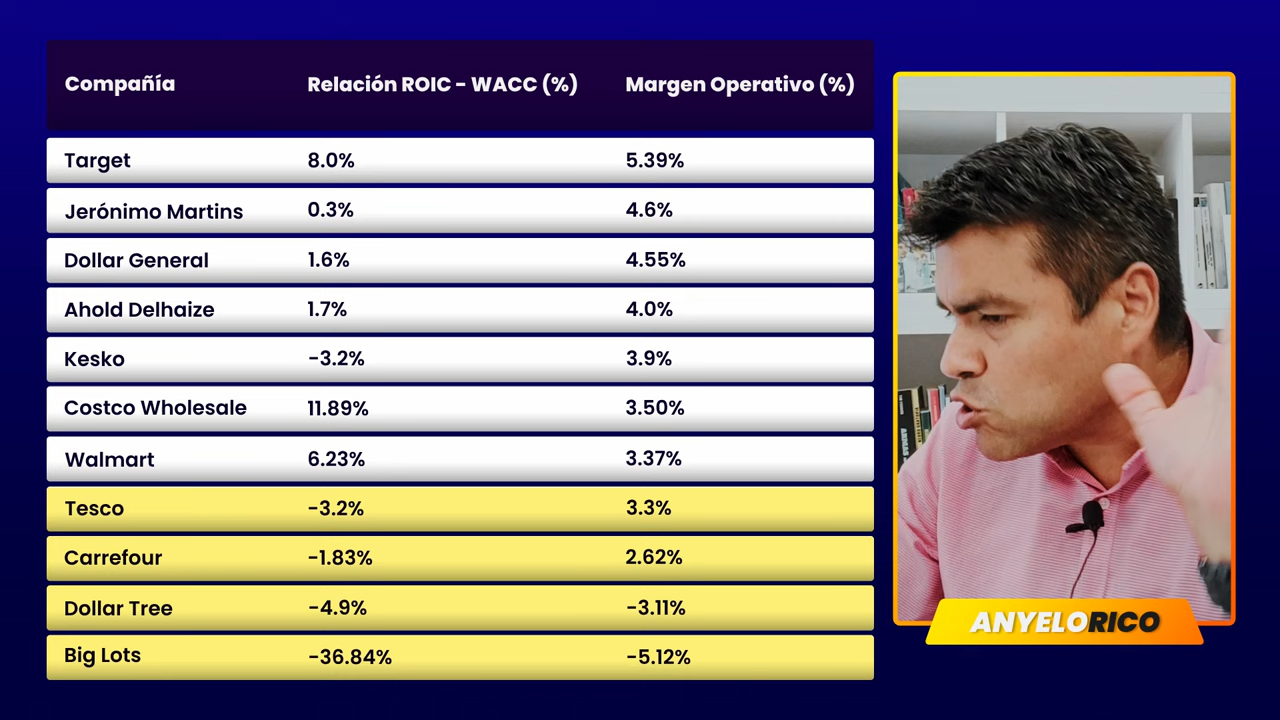 Compañía Relación ROIC - WACC (%) Margen Operativo (%)
Target 8.0% 5.39%
Jerónimo Martins 0.3% 4.6%
Dollar General 1.6% 4.55%
Ahold Delhaize 1.7% 4.0%
Kesko -3.2% 3.9%
Costco Wholesale 11.89% 3.50%
Walmart 6.23% 3.37%
Tesco -3.2% 3.3%
Carrefour -1.83% 2.62%
Dollar Tree -4.9% -3.11%
Big Lots -36.84% -5.12%
ANYELORICO